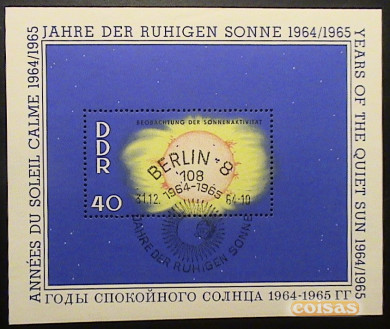 JAHRE DER RUHIGEN SONNE 1964/1965
YEARS OF THE QUIET SUN 1964/1965
ANNÉES DU SOLEIL CALME 1964/1965
ГОДЫ СПОКОЙНОГО СОЛНЦА 1964-1965 ГГ
BEOBACHTUNG DER SONNENAKTIVITÄT
DDR
40
BERLIN 8
108
1964-1965
31.12. 64-10
JAHRE DER RUHIGEN SONNE
coisas